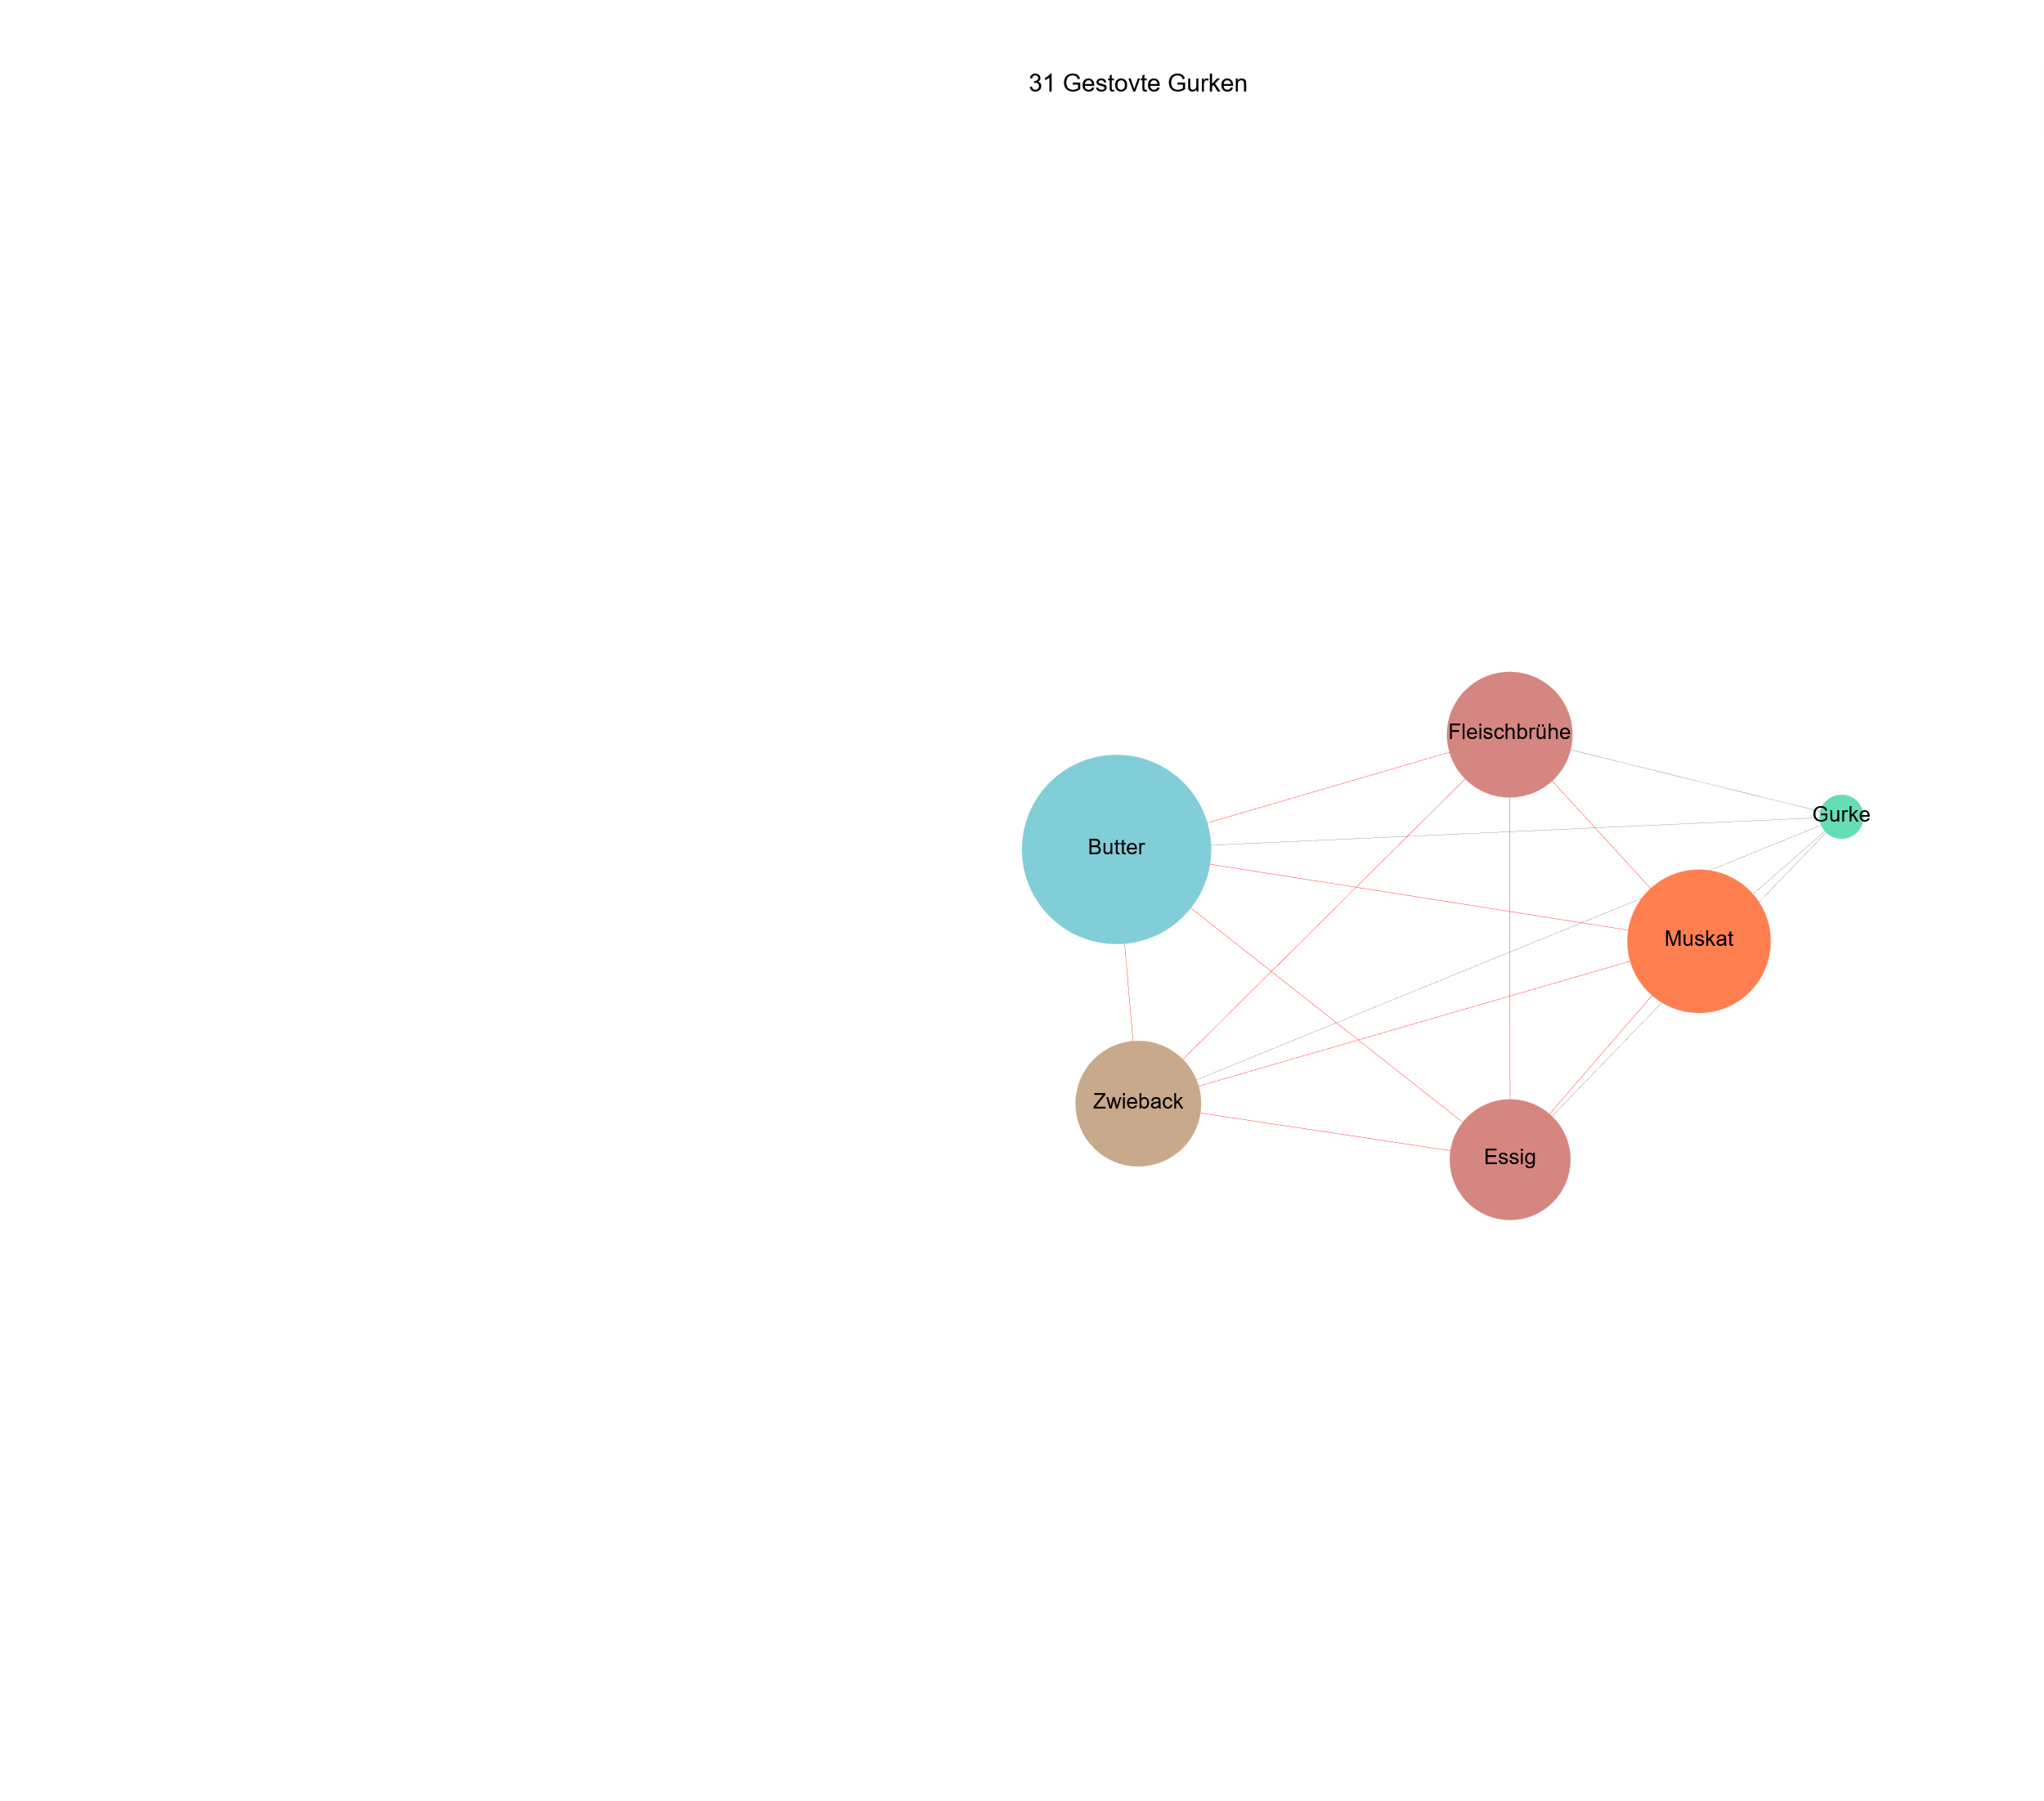 31 Gestovte Gurken
Fleischbrühe
Gurke
Butter
Muskat
Zwieback
Essig